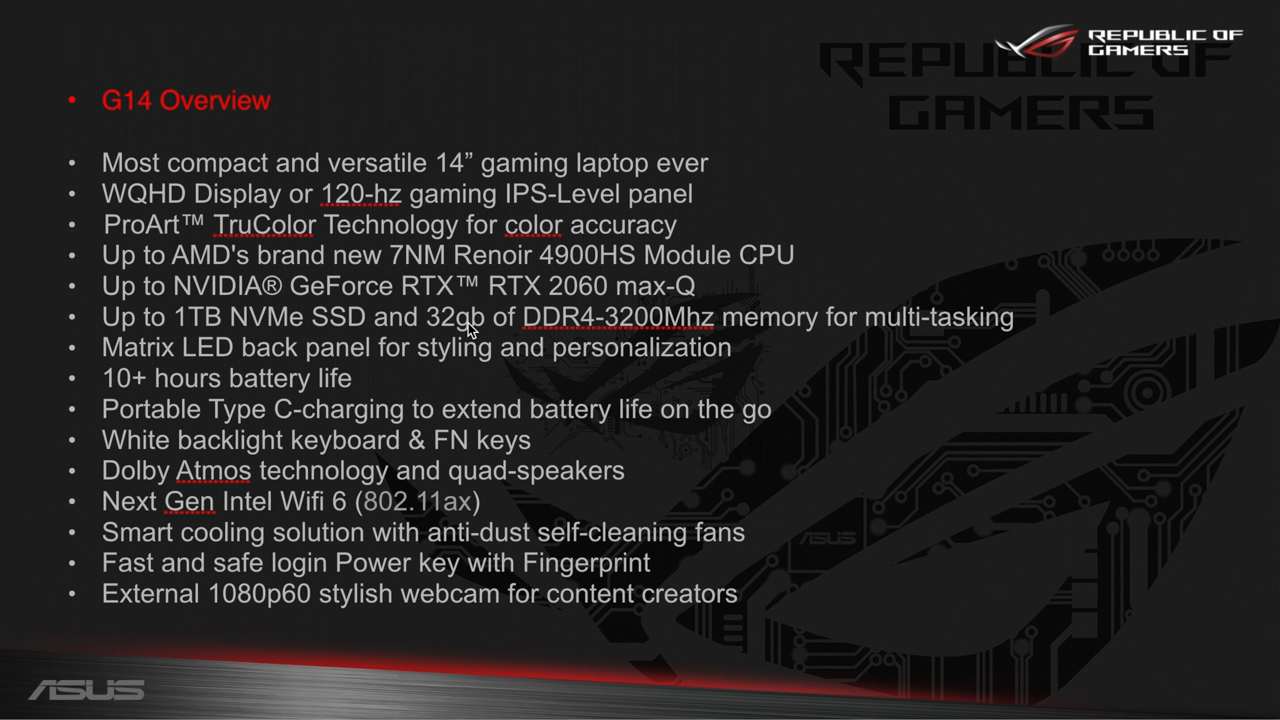 REPUBLIC OF
GAMERS
REPUBLIC OF
GAMERS
• G14 Overview
• Most compact and versatile 14” gaming laptop ever
• WQHD Display or 120-hz gaming IPS-Level panel
• ProArt™ TruColor Technology for color accuracy
• Up to AMD's brand new 7NM Renoir 4900HS Module CPU
• Up to NVIDIA® GeForce RTX™ RTX 2060 max-Q
• Up to 1TB NVMe SSD and 32gb of DDR4-3200Mhz memory for multi-tasking
• Matrix LED back panel for styling and personalization
• 10+ hours battery life
• Portable Type C-charging to extend battery life on the go
• White backlight keyboard & FN keys
• Dolby Atmos technology and quad-speakers
• Next Gen Intel Wifi 6 (802.11ax)
• Smart cooling solution with anti-dust self-cleaning fans
• Fast and safe login Power key with Fingerprint
• External 1080p60 stylish webcam for content creators
ASUS
ASUS